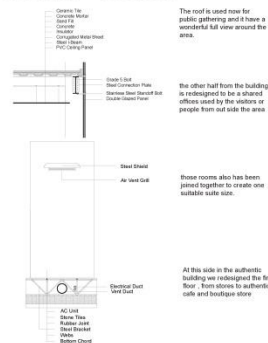 Ceramic Tile
Concrete Mortar
Sand Fill
Concrete
Insulator
Corrugated Metal Sheet
Steel I-Beam
PVC Ceiling Panel
The roof is used now for
public gathering and it have a
wonderful full view around the
area.
Grade 5 Bolt
Steel Connection Plate
Stainless Steel Standoff Bolt
Double Glazed Panel
the other half from the building
is redesigned to be a shared
offices used by the visitors or
people from out side the area
Steel Shield
Air Vent Grill
those rooms also has been
joined together to create one
suitable suite size.
Electrical Duct
Vent Duct
At this side in the authentic
building we redesigned the
floor , from stores to authentic
cafe and boutique store
AC Unit
Stone Tiles
Rubber Joint
Steel Bracket
Webs
Bottom Chord